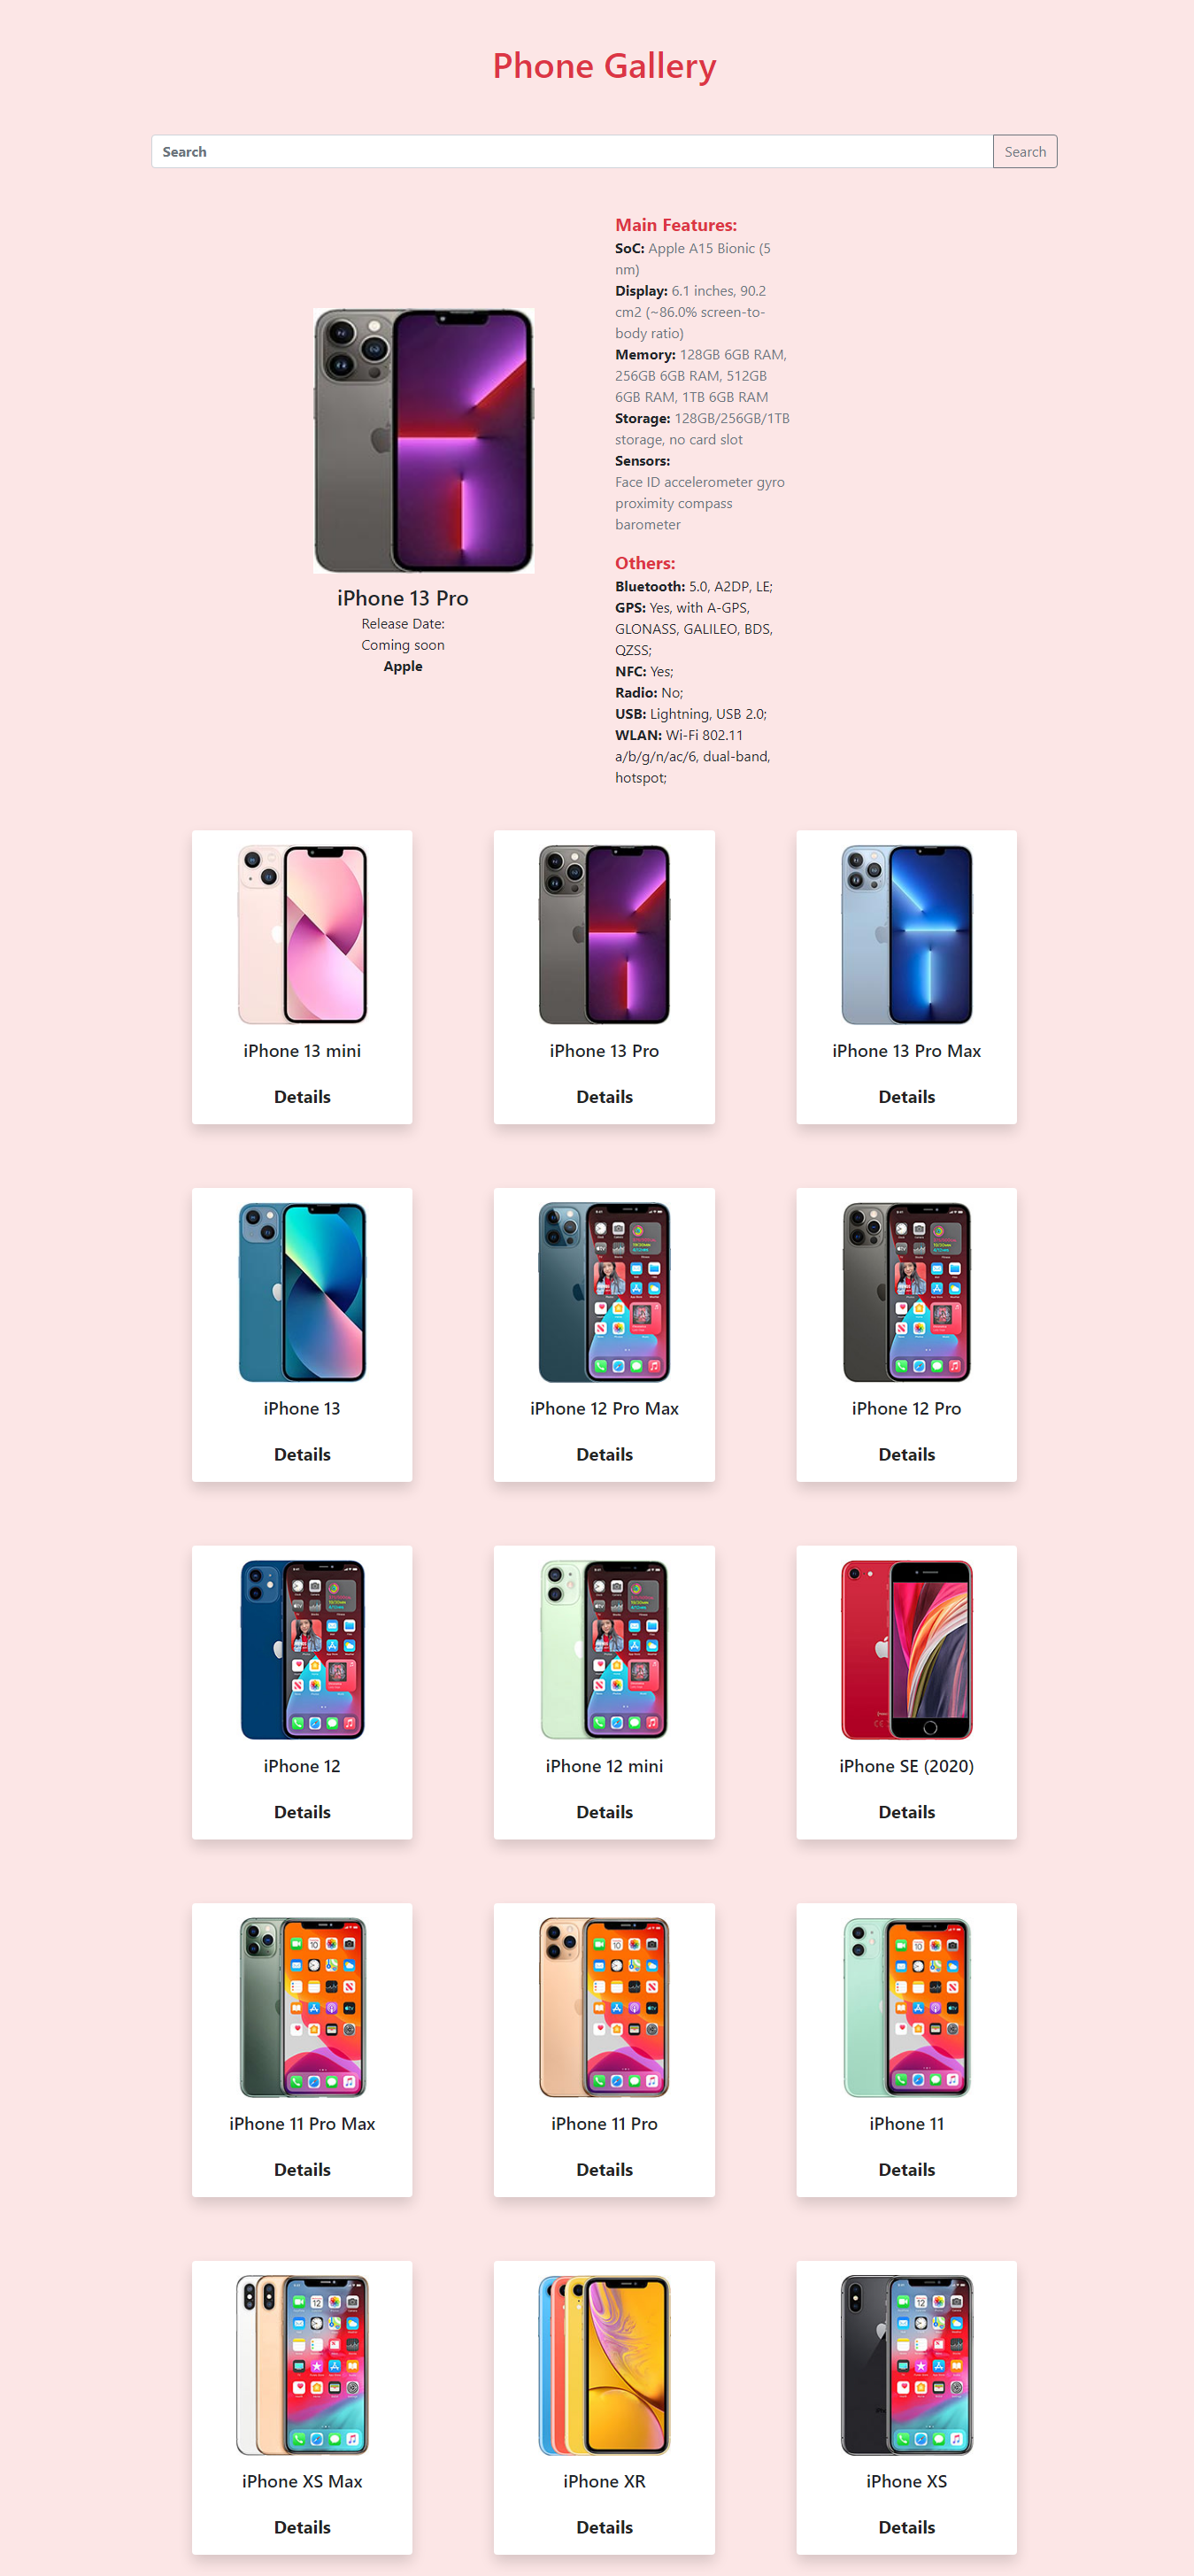 Phone Gallery
Search
Search
Main Features:
SoC: Apple A15 Bionic (5
nm)
Display: 6.1 inches, 90.2
cm2 (~86.0% screen-to-
body ratio)
Memory: 128GB 6GB RAM,
256GB 6GB RAM, 512GB
6GB RAM, 1TB 6GB RAM
Storage: 128GB/256GB/1TB
storage, no card slot
Sensors:
Face ID accelerometer gyro
proximity compass
barometer
Others:
Bluetooth: 5.0, A2DP, LE;
GPS: Yes, with A-GPS,
GLONASS, GALILEO, BDS,
QZSS;
NFC: Yes;
Radio: No;
USB: Lightning, USB 2.0;
WLAN: Wi-Fi 802.11
a/b/g/n/ac/6, dual-band,
hotspot;
iPhone 13 Pro
Release Date:
Coming soon
Apple
iPhone 13 mini
Details
iPhone 13 Pro
Details
iPhone 13 Pro Max
Details
iPhone 13
Details
iPhone 12 Pro Max
Details
iPhone 12 Pro
Details
iPhone 12
Details
iPhone 12 mini
Details
iPhone SE (2020)
Details
iPhone 11 Pro Max
Details
iPhone 11 Pro
Details
iPhone 11
Details
iPhone XS Max
Details
iPhone XR
Details
iPhone XS
Details